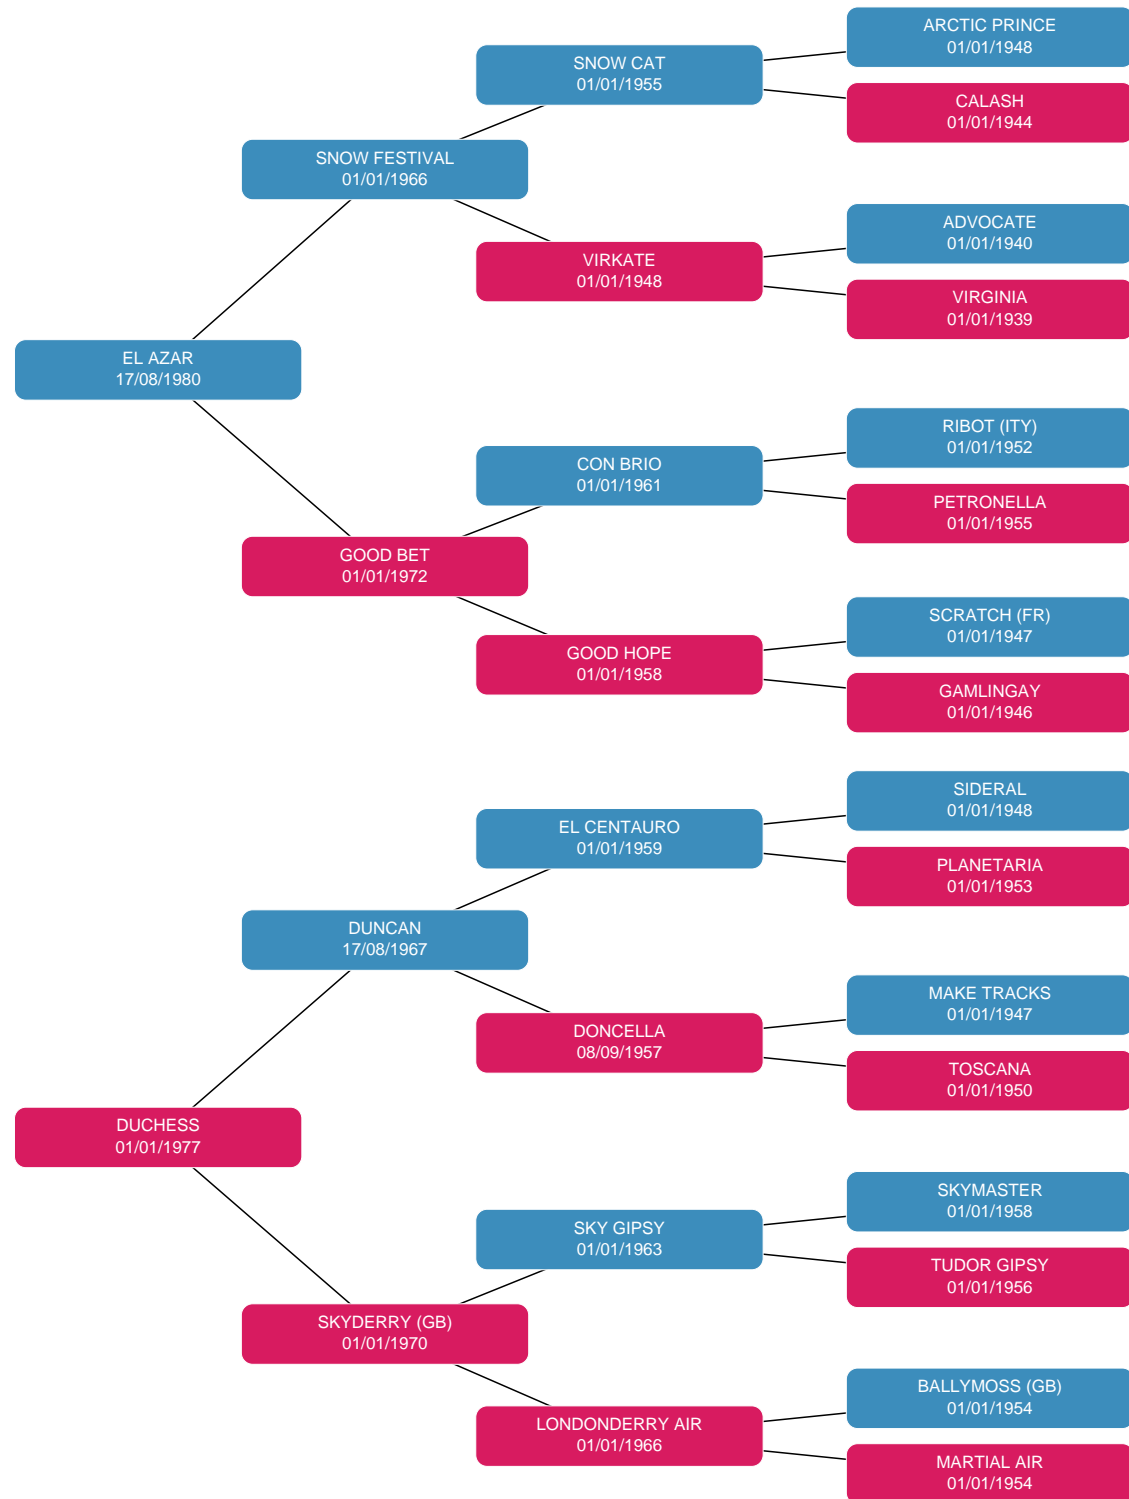 ARCTIC PRINCE
01/01/1948
SNOW CAT
01/01/1955
CALASH
01/01/1944
SNOW FESTIVAL
01/01/1966
ADVOCATE
01/01/1940
VIRKATE
01/01/1948
VIRGINIA
01/01/1939
EL AZAR
17/08/1980
RIBOT (ITY)
01/01/1952
CON BRIO
01/01/1961
PETRONELLA
01/01/1955
GOOD BET
01/01/1972
SCRATCH (FR)
01/01/1947
GOOD HOPE
01/01/1958
GAMLINGAY
01/01/1946
SIDERAL
01/01/1948
EL CENTAURO
01/01/1959
PLANETARIA
01/01/1953
DUNCAN
17/08/1967
MAKE TRACKS
01/01/1947
DONCELLA
08/09/1957
TOSCANA
01/01/1950
DUCHESS
01/01/1977
SKYMASTER
01/01/1958
SKY GIPSY
01/01/1963
TUDOR GIPSY
01/01/1956
SKYDERRY (GB)
01/01/1970
BALLYMOSS (GB)
01/01/1954
LONDONDERRY AIR
01/01/1966
MARTIAL AIR
01/01/1954